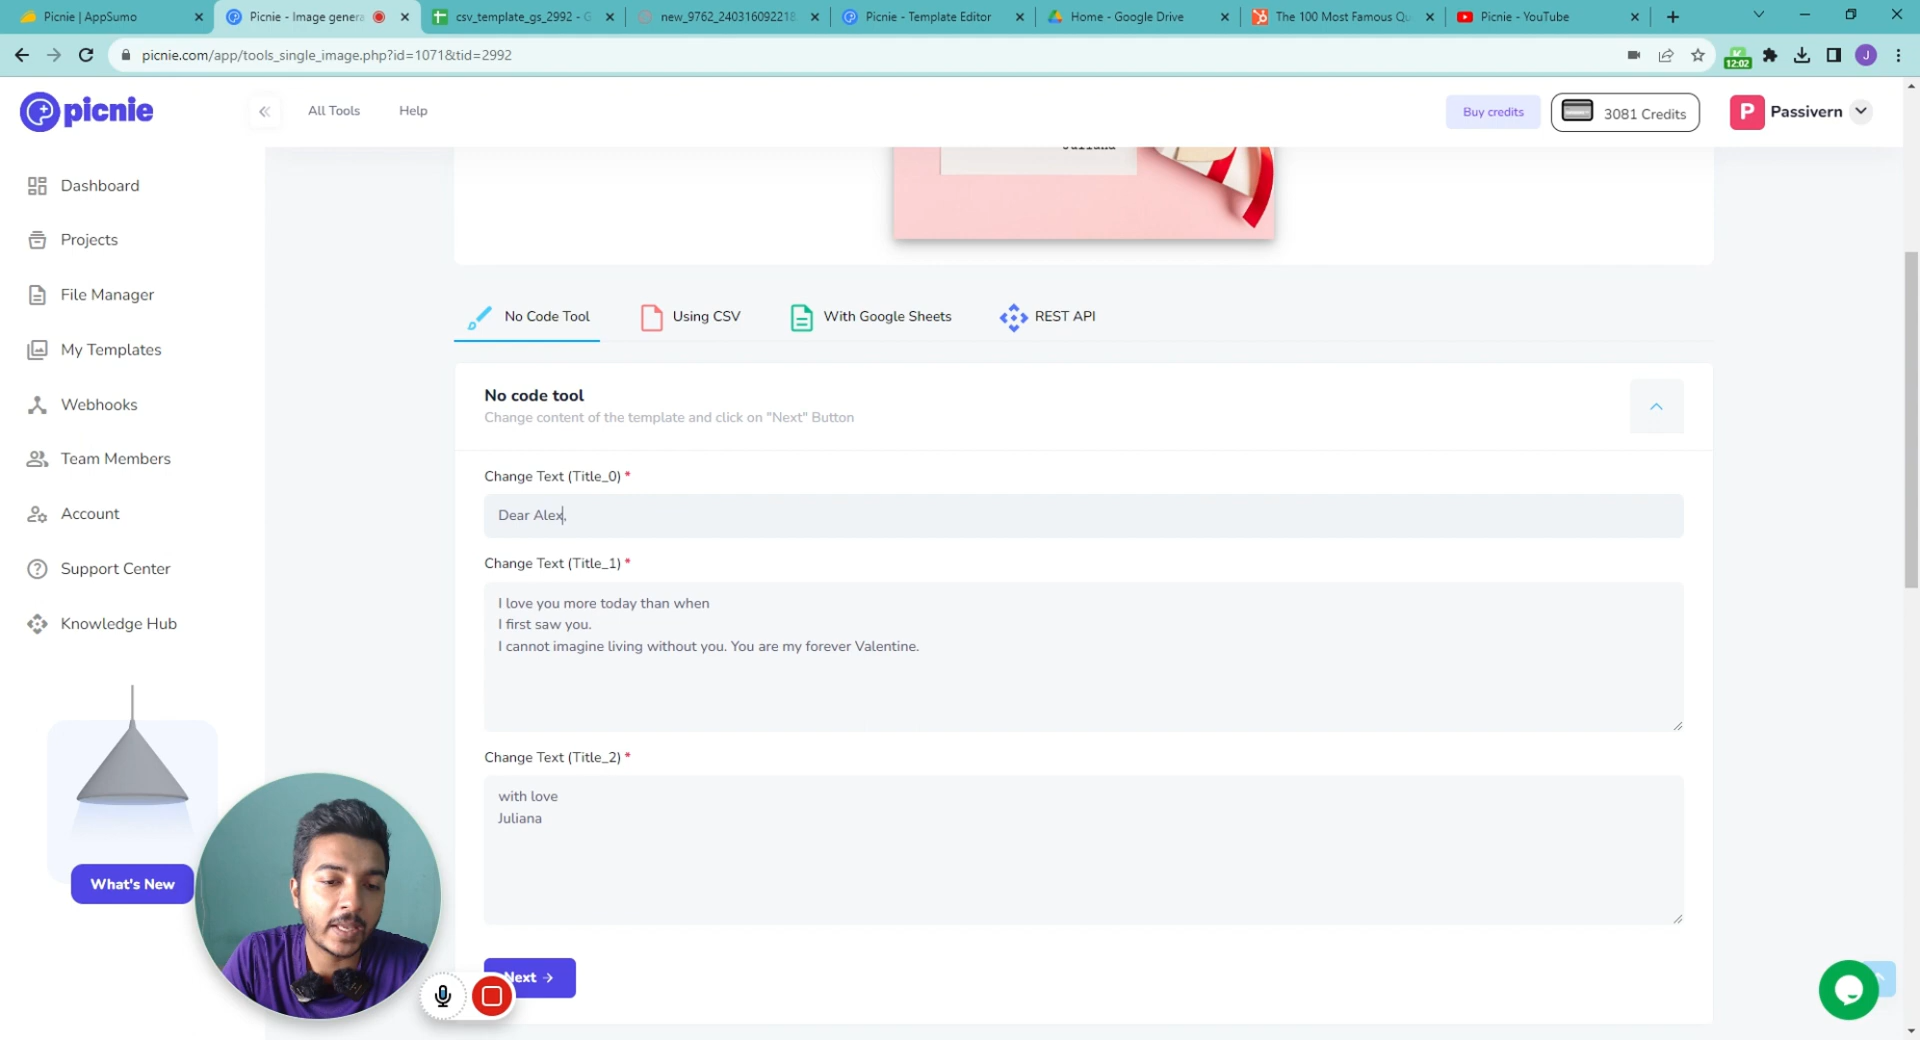 Picnie | AppSumo
Picnie - Image genera
csv_template_gs_2992 - G
new_9762_240316092218
Picnie - Template Editor
Home - Google Drive
The 100 Most Famous Qu
Picnie - YouTube
picnie.com/app/tools_single_image.php?id=1071&tid=2992
12:02
J
picnie
All Tools
Help
Buy credits
3081 Credits
P
Passivern
Dashboard
Projects
File Manager
My Templates
Webhooks
Team Members
Account
Support Center
Knowledge Hub
What's New
Juliana
No Code Tool
Using CSV
With Google Sheets
REST API
No code tool
Change content of the template and click on "Next" Button
Change Text (Title_0) *
Dear Alex,
Change Text (Title_1) *
I love you more today than when
I first saw you.
I cannot imagine living without you. You are my forever Valentine.
Change Text (Title_2) *
with love
Juliana
Next →